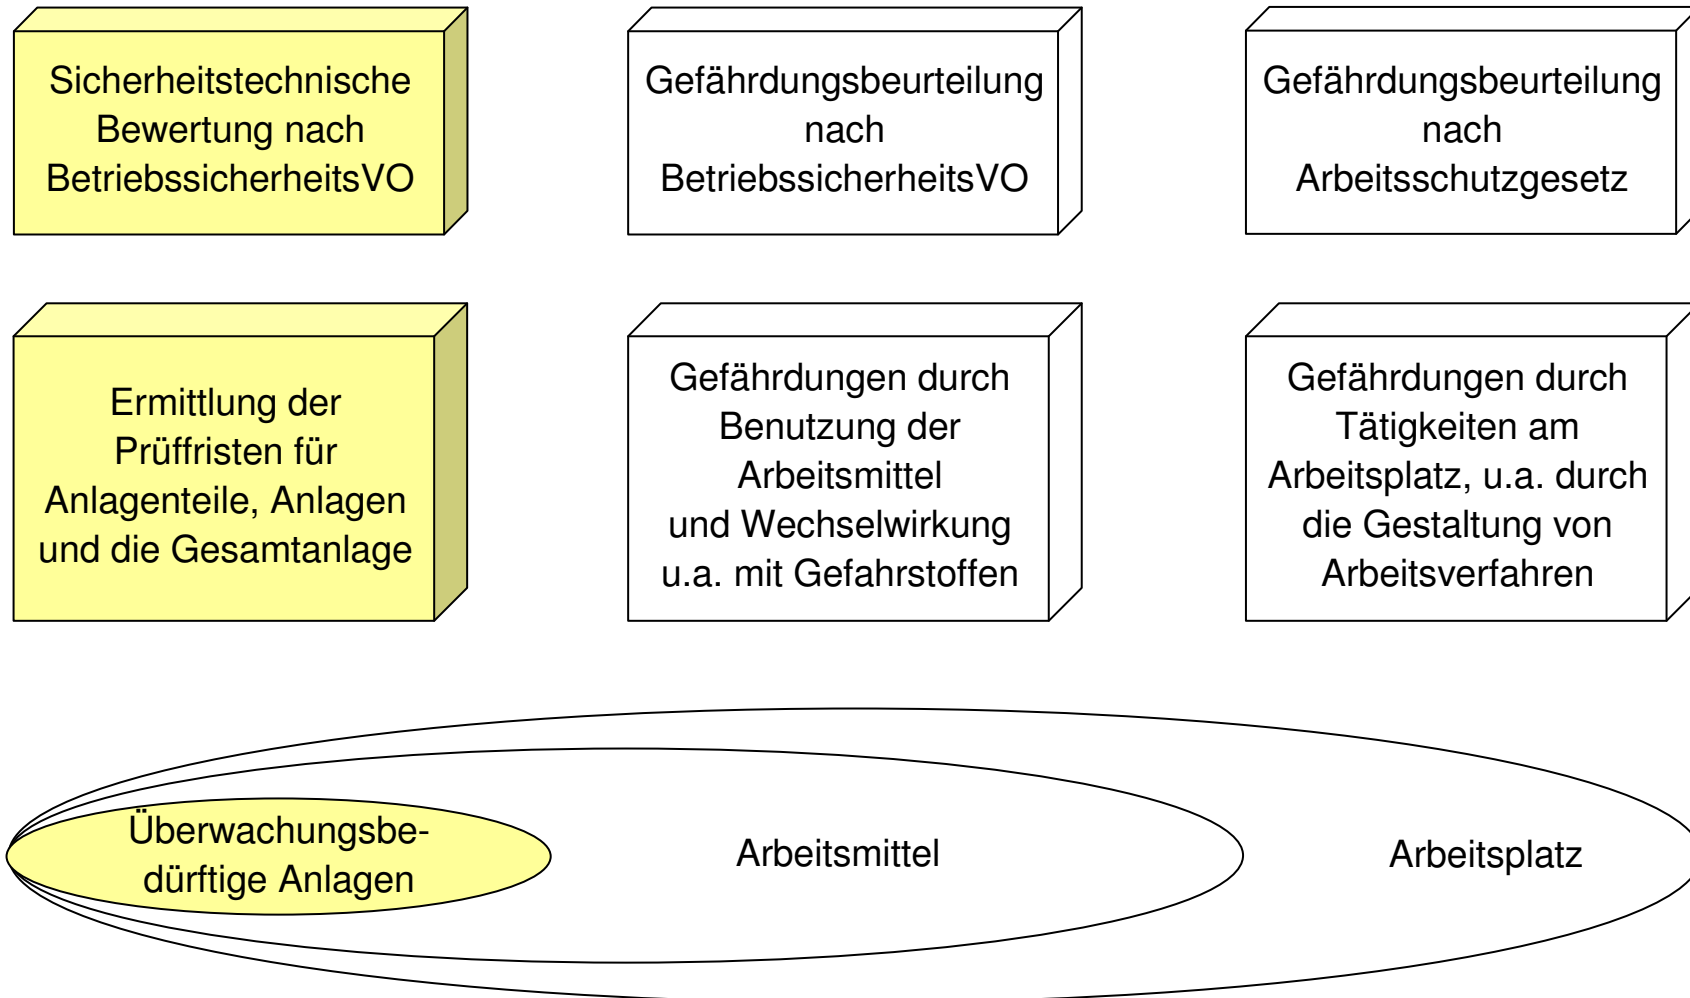 Sicherheitstechnische
Bewertung nach
BetriebssicherheitsVO
Gefährdungsbeurteilung
nach
BetriebssicherheitsVO
Gefährdungsbeurteilung
nach
Arbeitsschutzgesetz
Ermittlung der
Prüffristen für
Anlagenteile, Anlagen
und die Gesamtanlage
Gefährdungen durch
Benutzung der
Arbeitsmittel
und Wechselwirkung
u.a. mit Gefahrstoffen
Gefährdungen durch
Tätigkeiten am
Arbeitsplatz, u.a. durch
die Gestaltung von
Arbeitsverfahren
Überwachungsbe-
dürftige Anlagen
Arbeitsmittel
Arbeitsplatz